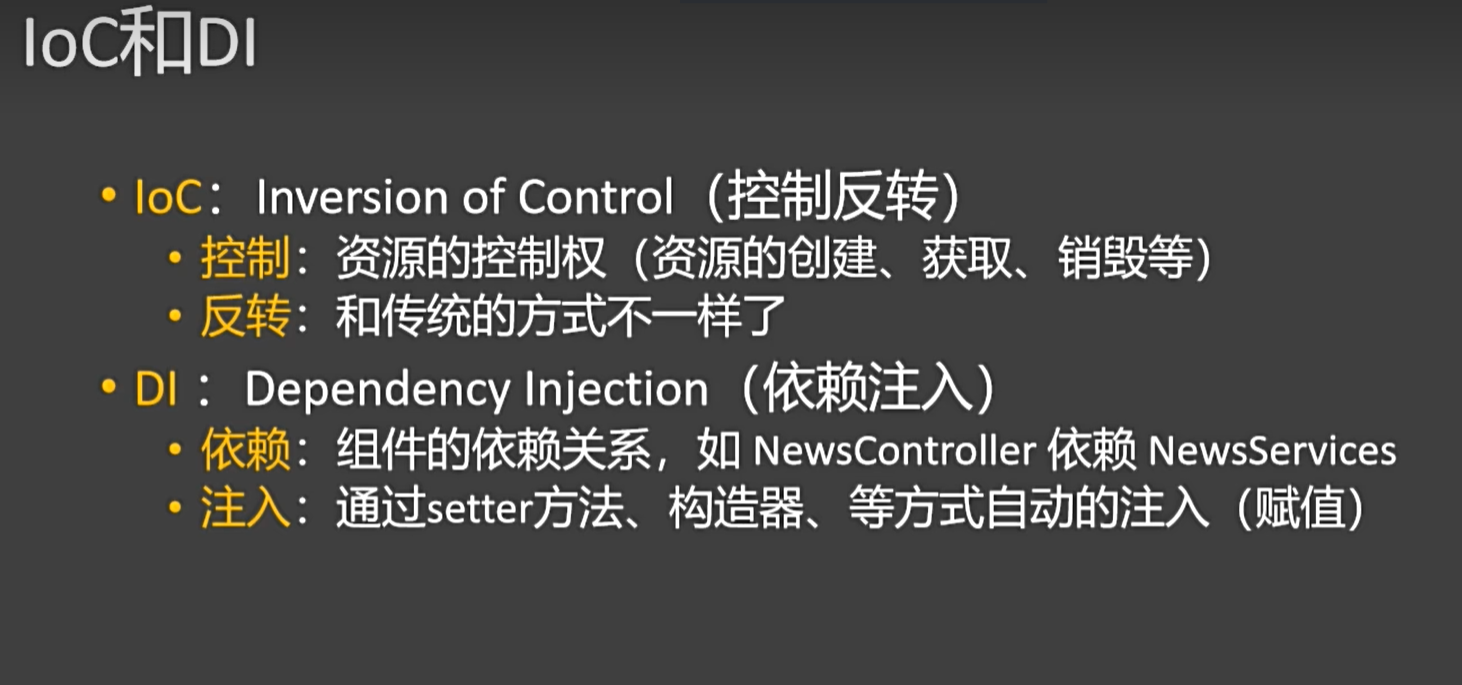 IoC和DI
• IoC：Inversion of Control（控制反转）
• 控制：资源的控制权（资源的创建、获取、销毁等）
• 反转：和传统的方式不一样了
• DI ：Dependency Injection（依赖注入）
• 依赖：组件的依赖关系，如 NewsController 依赖 NewsServices
• 注入：通过setter方法、构造器、等方式自动的注入（赋值）